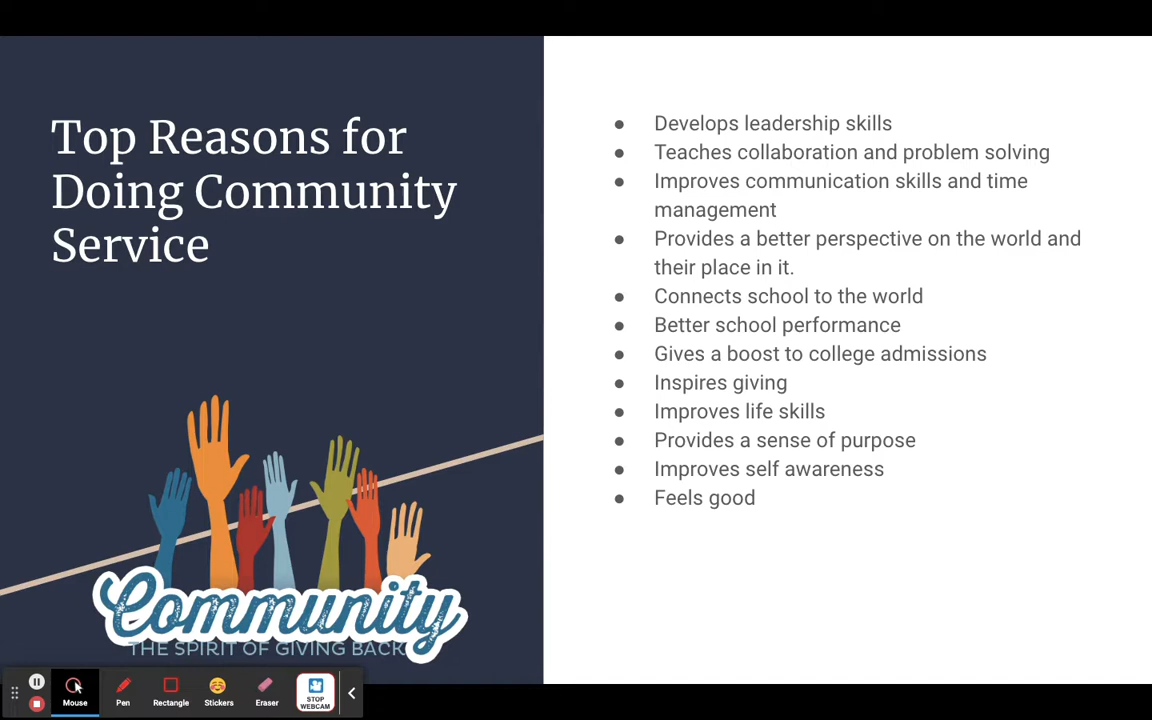 Top Reasons for
Doing Community
Service
Community
THE SPIRIT OF GIVING BACK
● Develops leadership skills
● Teaches collaboration and problem solving
● Improves communication skills and time
management
● Provides a better perspective on the world and
their place in it.
● Connects school to the world
● Better school performance
● Gives a boost to college admissions
● Inspires giving
● Improves life skills
● Provides a sense of purpose
● Improves self awareness
● Feels good
Mouse
Pen
Rectangle
Stickers
Eraser
STOP
WEBCAM